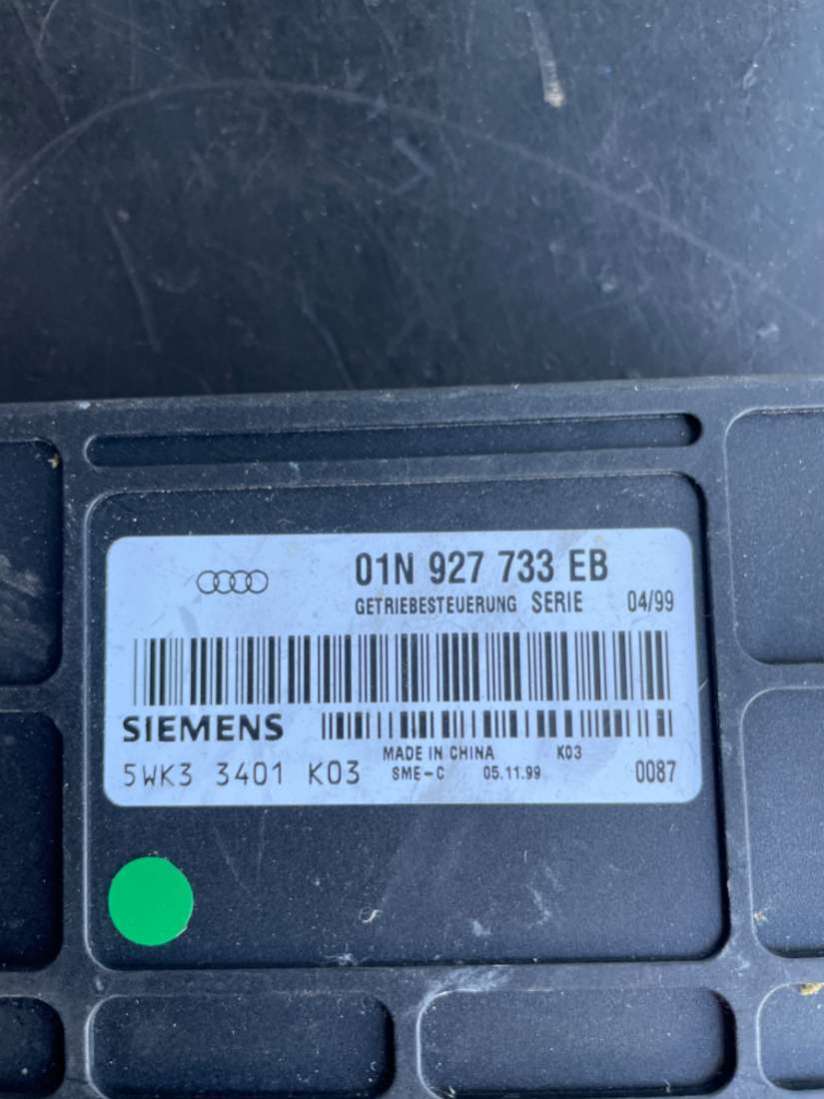 01N 927 733 EB
GETRIEBESTEUERUNG SERIE 04/99
SIEMENS
MADE IN CHINA K03
5WK3 3401 K03 SME-C 05.11.99 0087